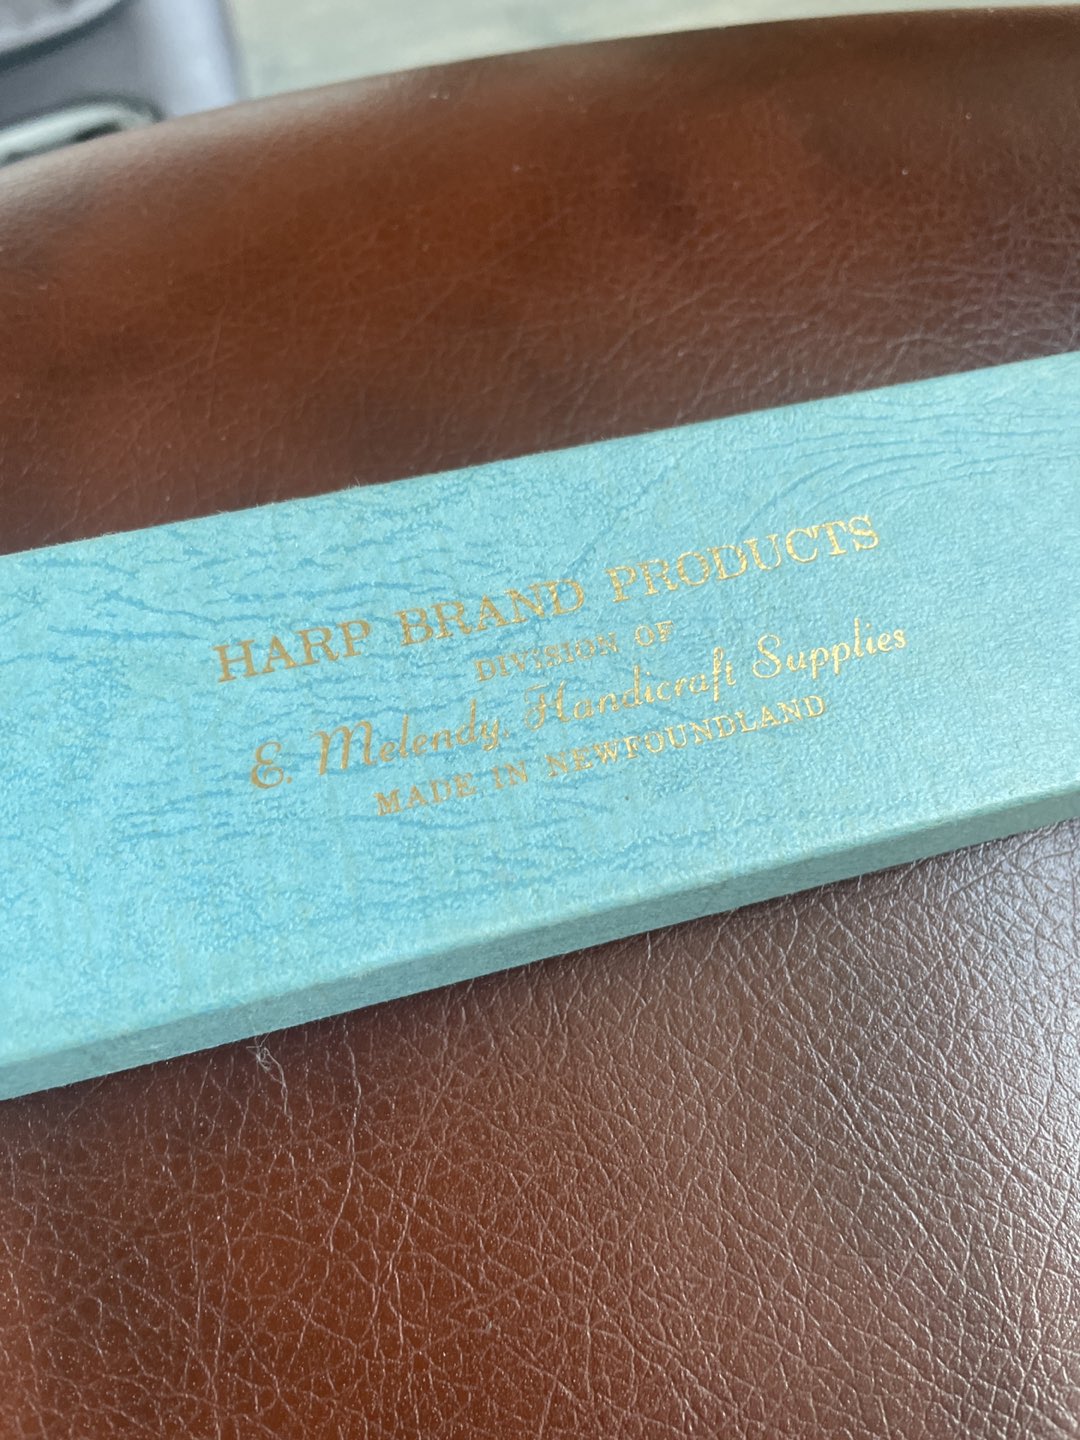 HARP BRAND PRODUCTS
DIVISION OF
E. Melendy, Handicraft Supplies
MADE IN NEWFOUNDLAND